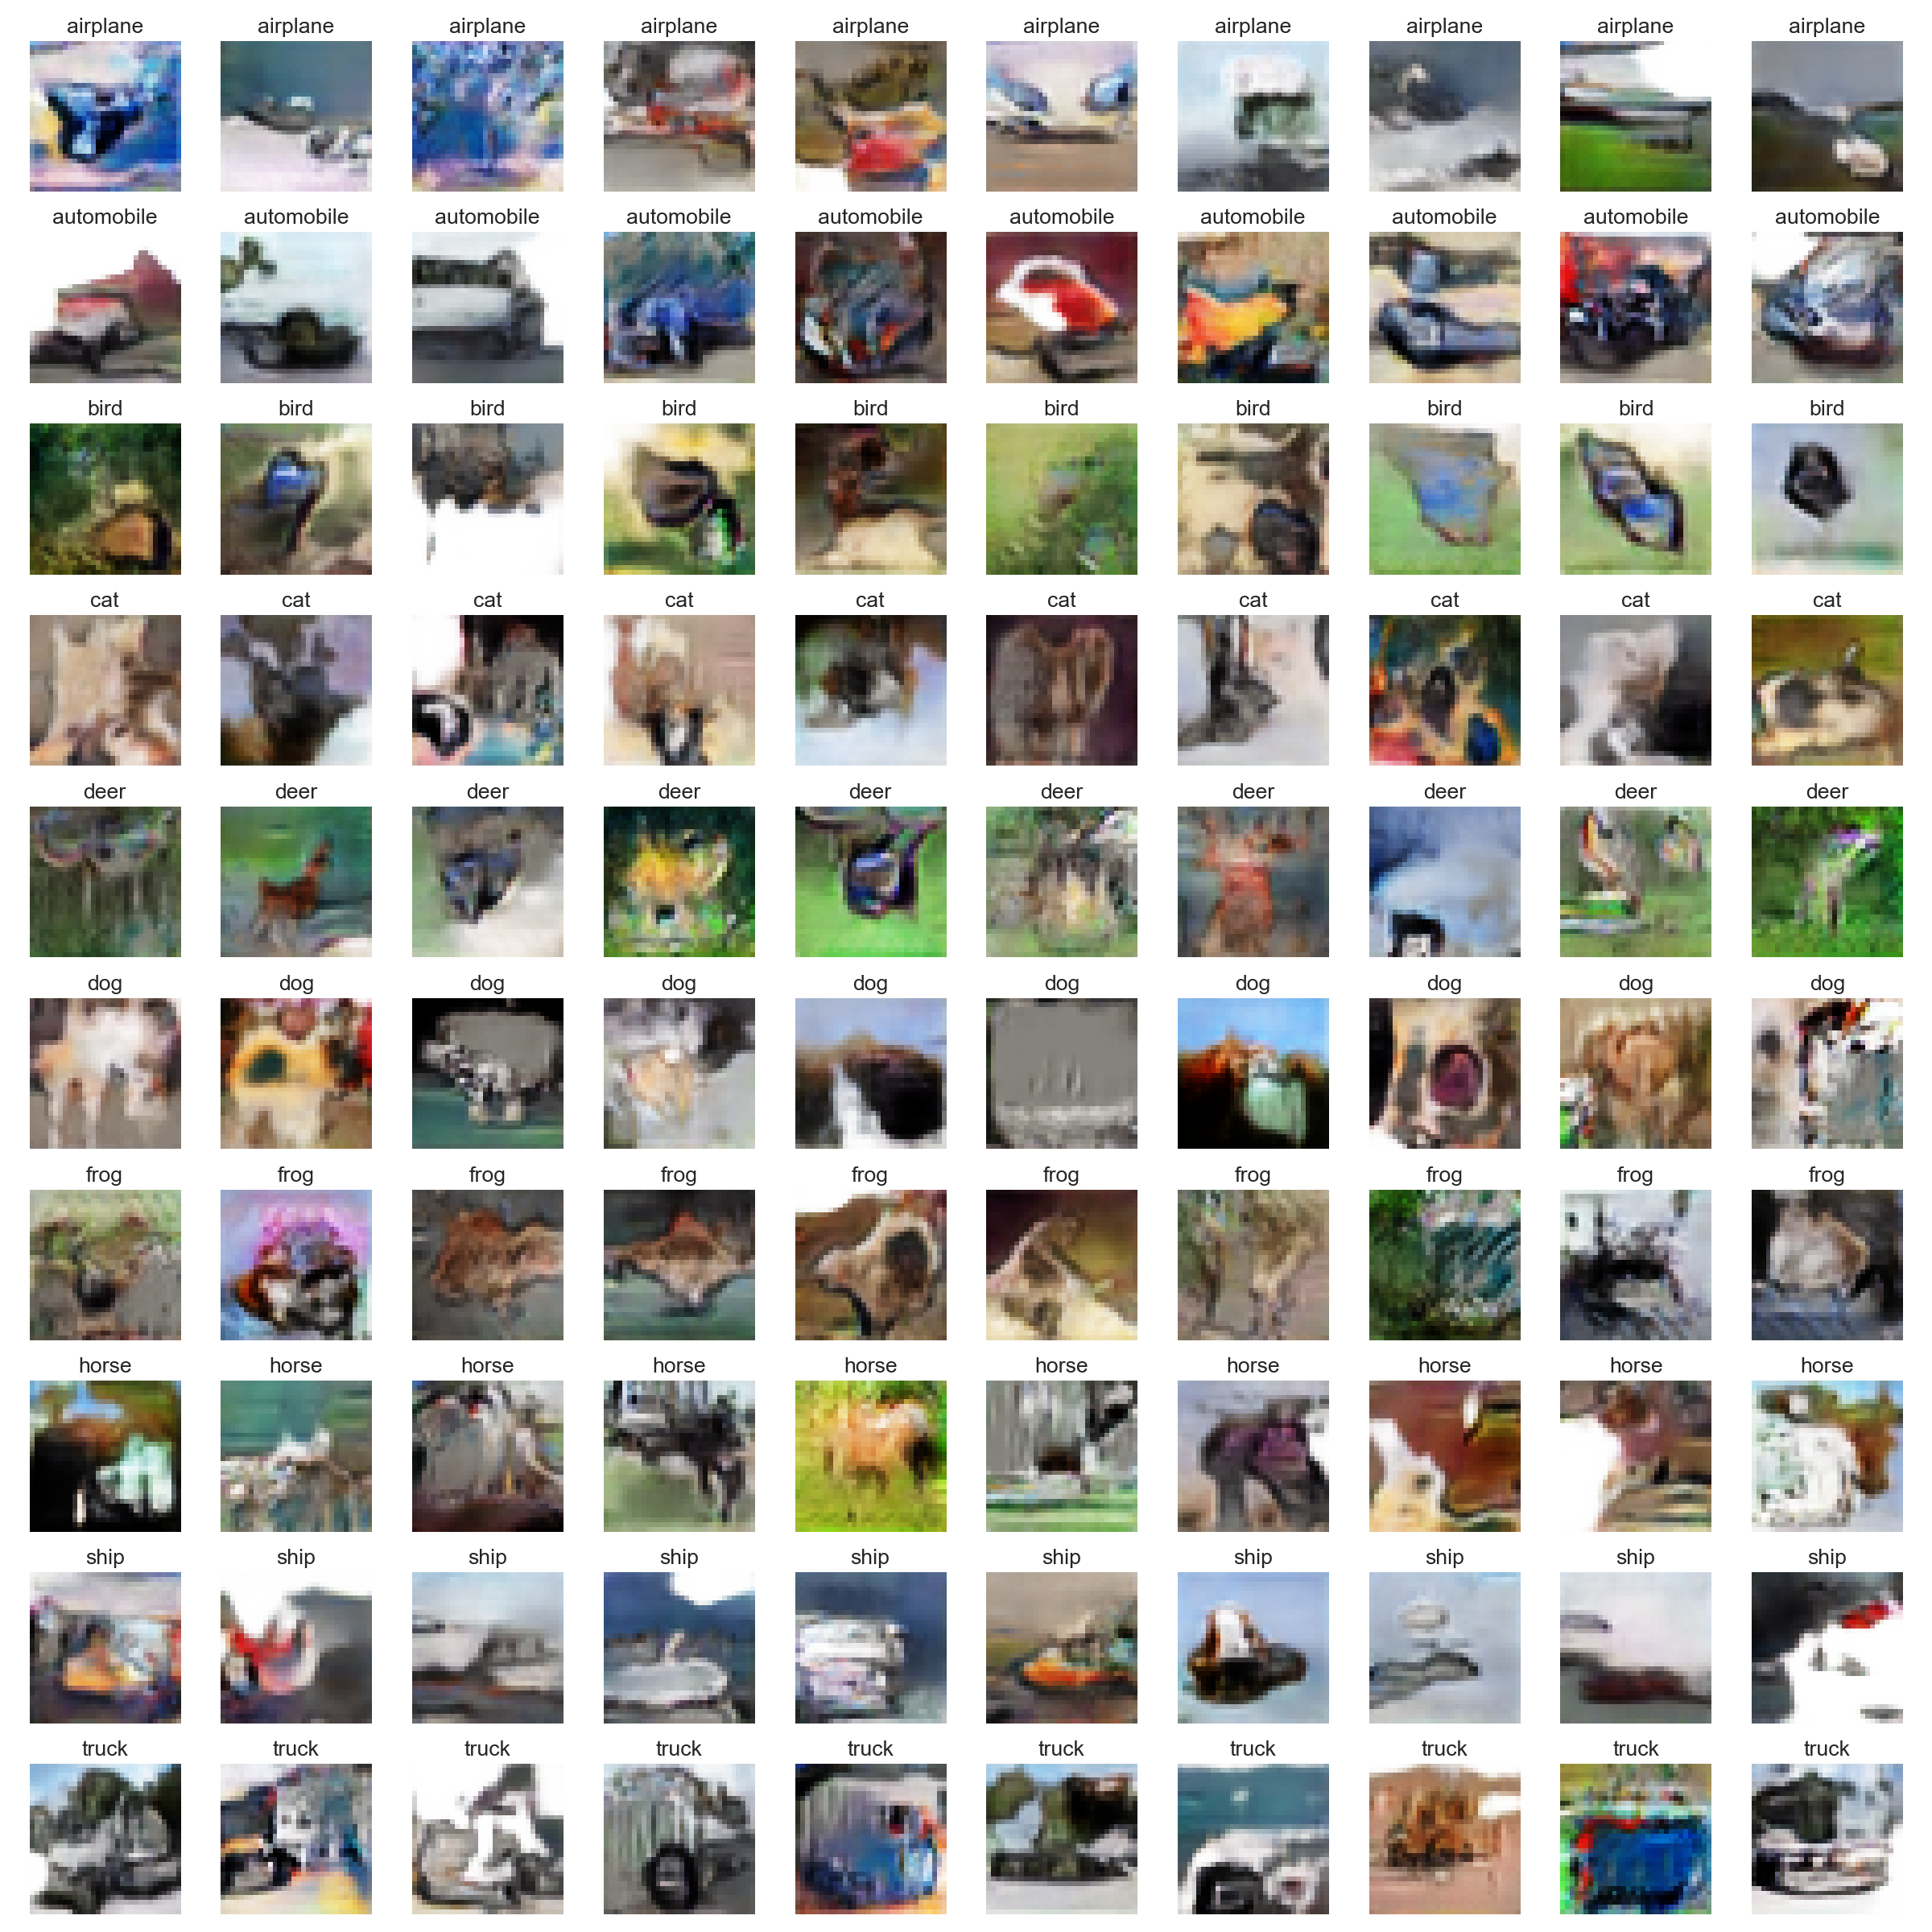 airplane airplane airplane airplane airplane airplane airplane airplane airplane airplane
automobile automobile automobile automobile automobile automobile automobile automobile automobile automobile
bird bird bird bird bird bird bird bird bird bird
cat cat cat cat cat cat cat cat cat cat
deer deer deer deer deer deer deer deer deer deer
dog dog dog dog dog dog dog dog dog dog
frog frog frog frog frog frog frog frog frog frog
horse horse horse horse horse horse horse horse horse horse
ship ship ship ship ship ship ship ship ship ship
truck truck truck truck truck truck truck truck truck truck